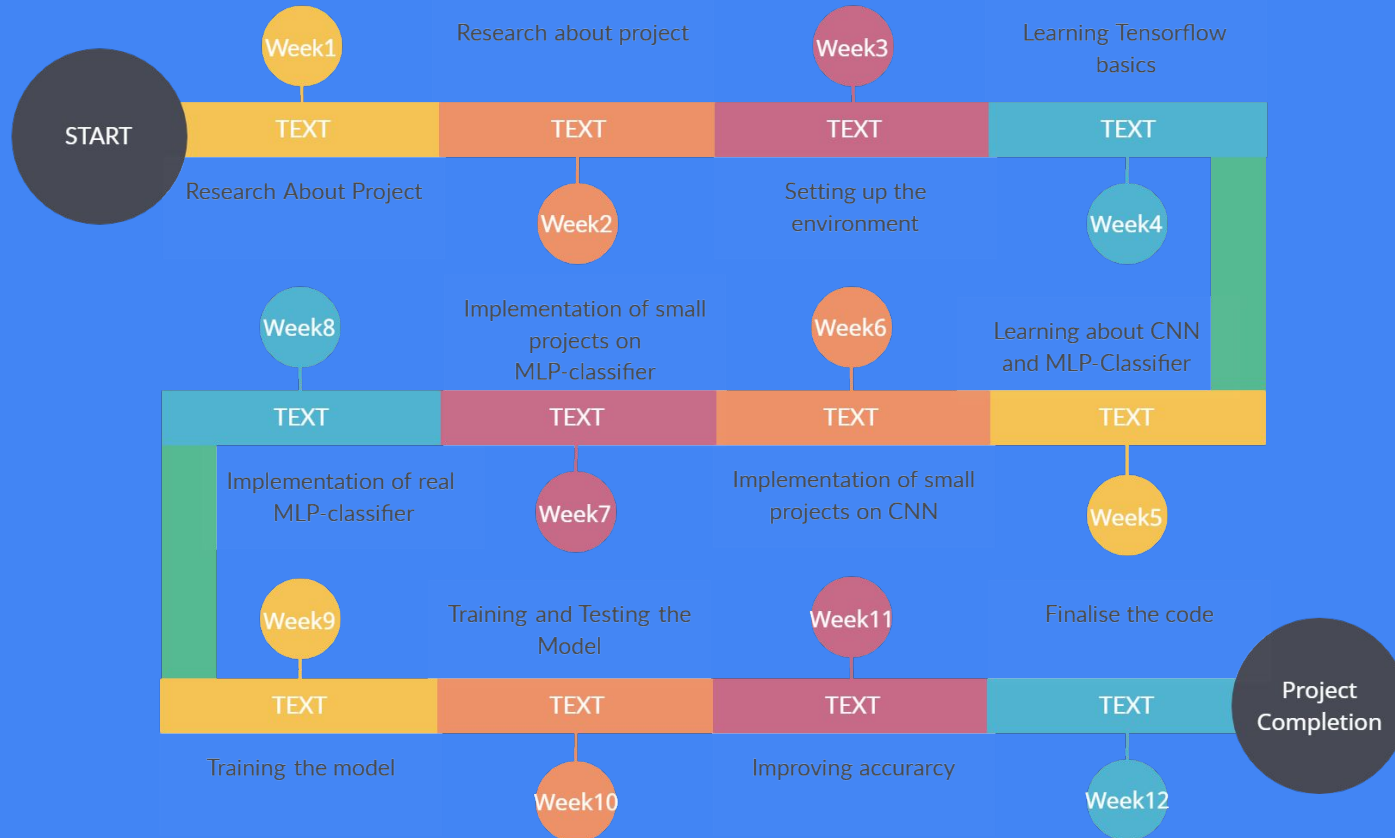 Week1
Research about project
Week3
Learning Tensorflow
basics
START
TEXT
TEXT
TEXT
TEXT
Research About Project
Week2
Setting up the
environment
Week4
Week8
Implementation of small
projects on
MLP-classifier
Week6
Learning about CNN
and MLP-Classifier
TEXT
TEXT
TEXT
TEXT
Implementation of real
MLP-classifier
Week7
Implementation of small
projects on CNN
Week5
Week9
Training and Testing the
Model
Week11
Finalise the code
TEXT
TEXT
TEXT
TEXT
Project
Completion
Training the model
Week10
Improving accurarcy
Week12